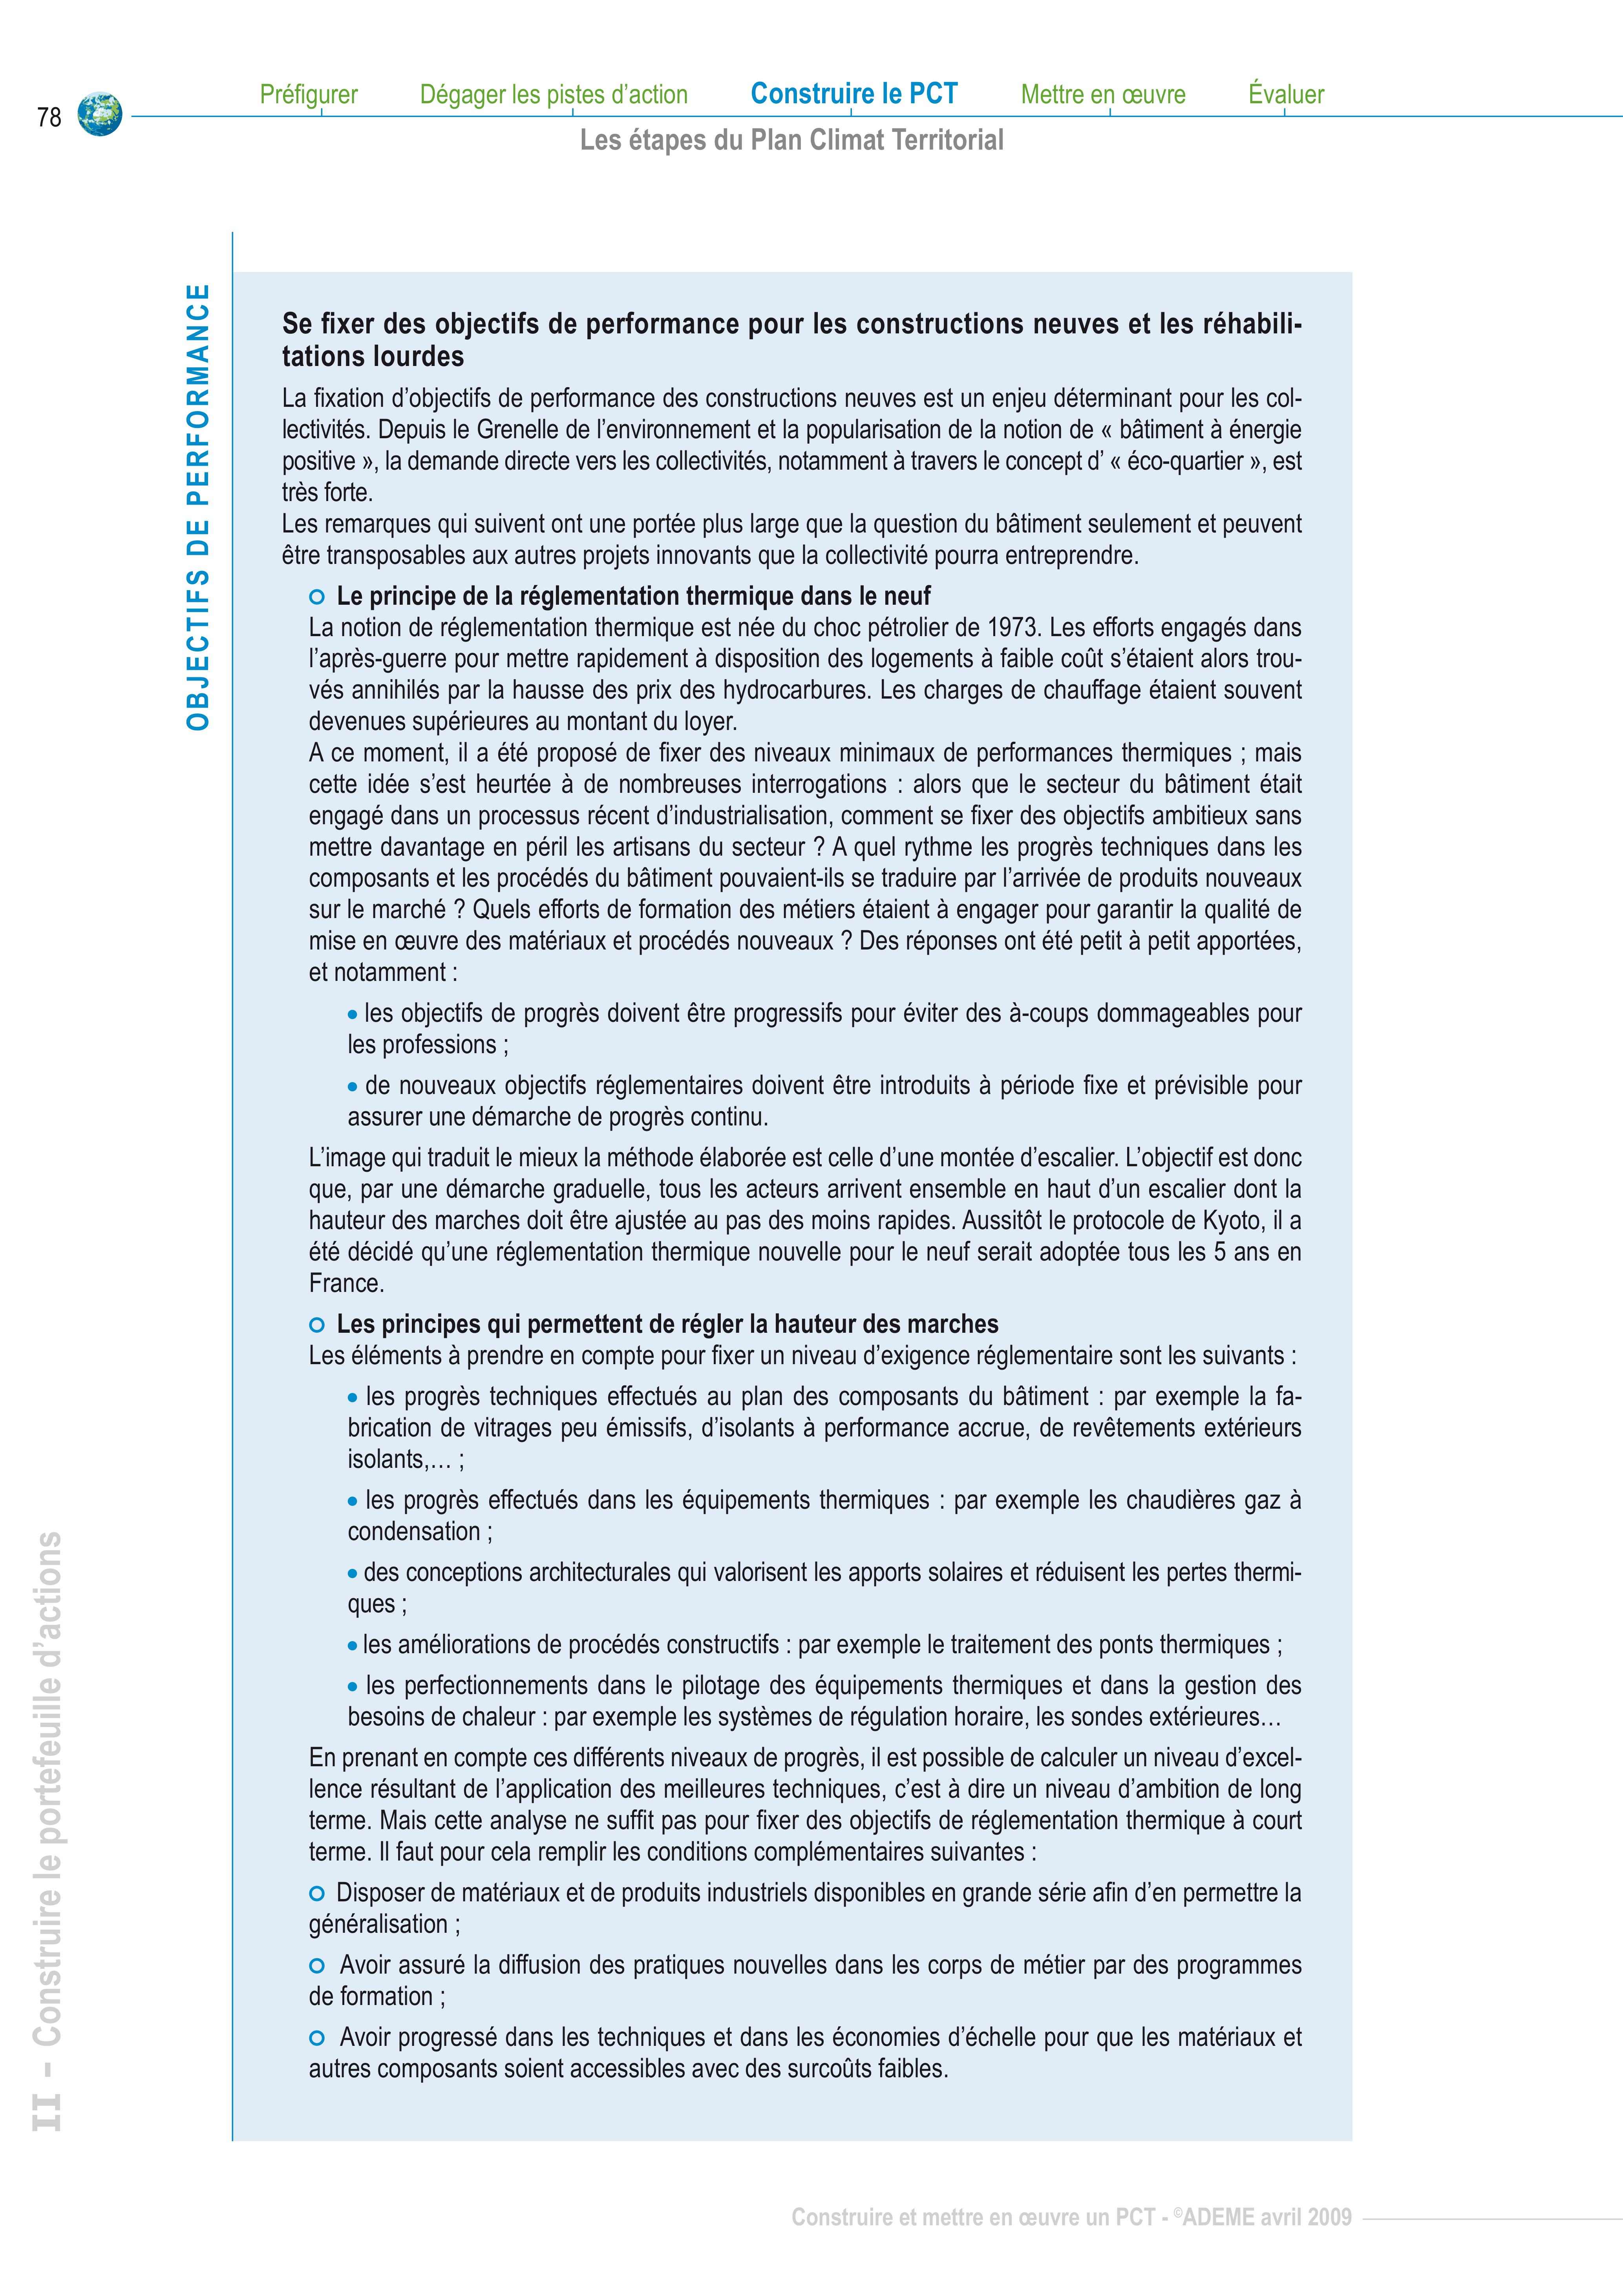 78
Préfigurer Dégager les pistes d'action Construire le PCT Mettre en œuvre Évaluer
Les étapes du Plan Climat Territorial
OBJECTIFS DE PERFORMANCE
Se fixer des objectifs de performance pour les constructions neuves et les réhabili-
tations lourdes
La fixation d'objectifs de performance des constructions neuves est un enjeu déterminant pour les col-
lectivités. Depuis le Grenelle de l'environnement et la popularisation de la notion de « bâtiment à énergie
positive », la demande directe vers les collectivités, notamment à travers le concept d' « éco-quartier », est
très forte.
Les remarques qui suivent ont une portée plus large que la question du bâtiment seulement et peuvent
être transposables aux autres projets innovants que la collectivité pourra entreprendre.
Le principe de la réglementation thermique dans le neuf
La notion de réglementation thermique est née du choc pétrolier de 1973. Les efforts engagés dans
l'après-guerre pour mettre rapidement à disposition des logements à faible coût s'étaient alors trou-
vés annihilés par la hausse des prix des hydrocarbures. Les charges de chauffage étaient souvent
devenues supérieures au montant du loyer.
A ce moment, il a été proposé de fixer des niveaux minimaux de performances thermiques ; mais
cette idée s'est heurtée à de nombreuses interrogations : alors que le secteur du bâtiment était
engagé dans un processus récent d'industrialisation, comment se fixer des objectifs ambitieux sans
mettre davantage en péril les artisans du secteur ? A quel rythme les progrès techniques dans les
composants et les procédés du bâtiment pouvaient-ils se traduire par l'arrivée de produits nouveaux
sur le marché ? Quels efforts de formation des métiers étaient à engager pour garantir la qualité de
mise en œuvre des matériaux et procédés nouveaux ? Des réponses ont été petit à petit apportées,
et notamment :
• les objectifs de progrès doivent être progressifs pour éviter des à-coups dommageables pour
les professions ;
• de nouveaux objectifs réglementaires doivent être introduits à période fixe et prévisible pour
assurer une démarche de progrès continu.
L'image qui traduit le mieux la méthode élaborée est celle d'une montée d'escalier. L'objectif est donc
que, par une démarche graduelle, tous les acteurs arrivent ensemble en haut d'un escalier dont la
hauteur des marches doit être ajustée au pas des moins rapides. Aussitôt le protocole de Kyoto, il a
été décidé qu'une réglementation thermique nouvelle pour le neuf serait adoptée tous les 5 ans en
France.
Les principes qui permettent de régler la hauteur des marches
Les éléments à prendre en compte pour fixer un niveau d'exigence réglementaire sont les suivants :
• les progrès techniques effectués au plan des composants du bâtiment : par exemple la fa-
brication de vitrages peu émissifs, d'isolants à performance accrue, de revêtements extérieurs
isolants,… ;
• les progrès effectués dans les équipements thermiques : par exemple les chaudières gaz à
condensation ;
• des conceptions architecturales qui valorisent les apports solaires et réduisent les pertes thermi-
ques ;
• les améliorations de procédés constructifs : par exemple le traitement des ponts thermiques ;
• les perfectionnements dans le pilotage des équipements thermiques et dans la gestion des
besoins de chaleur : par exemple les systèmes de régulation horaire, les sondes extérieures…
En prenant en compte ces différents niveaux de progrès, il est possible de calculer un niveau d'excel-
lence résultant de l'application des meilleures techniques, c'est à dire un niveau d'ambition de long
terme. Mais cette analyse ne suffit pas pour fixer des objectifs de réglementation thermique à court
terme. Il faut pour cela remplir les conditions complémentaires suivantes :
Disposer de matériaux et de produits industriels disponibles en grande série afin d'en permettre la
généralisation ;
Avoir assuré la diffusion des pratiques nouvelles dans les corps de métier par des programmes
de formation ;
Avoir progressé dans les techniques et dans les économies d'échelle pour que les matériaux et
autres composants soient accessibles avec des surcoûts faibles.
II - Construire le portefeuille d'actions
Construire et mettre en œuvre un PCT - ©ADEME avril 2009